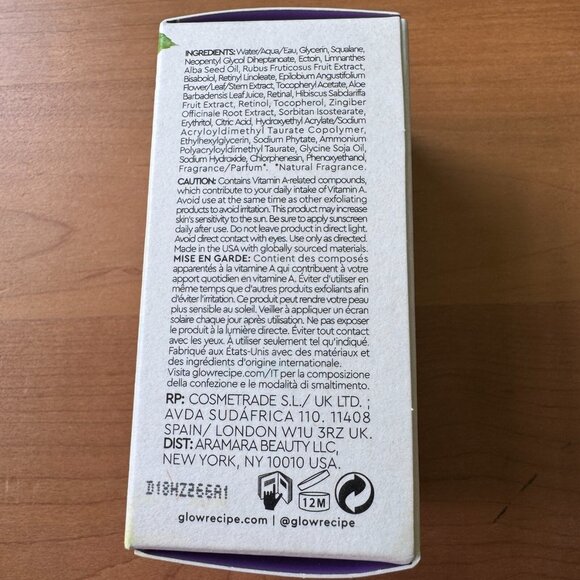 INGREDIENTS: Water/Aqua/Eau, Glycerin, Squalane,
Neopentyl Glycol Diheptanoate, Ectoin, Limnanthes
Alba Seed Oil, Rubus Fruticosus Fruit Extract,
Bisabolol, Retinyl Linoleate, Epilobium Angustifolium
Flower/Leaf/Stem Extract, Tocopheryl Acetate, Aloe
Barbadensis Leaf Juice, Retinal, Hibiscus Sabdariffa
Fruit Extract, Retinol, Tocopherol, Zingiber
Officinale Root Extract, Sorbitan Isostearate,
Erythritol, Citric Acid, Hydroxyethyl Acrylate/Sodium
Acryloyldimethyl Taurate Copolymer,
Ethylhexylglycerin, Sodium Phytate, Ammonium
Polyacryloyldimethyl Taurate, Glycine Soja Oil,
Sodium Hydroxide, Chlorphenesin, Phenoxyethanol,
Fragrance/Parfum*. *Natural Fragrance.
CAUTION: Contains Vitamin A-related compounds,
which contribute to your daily intake of Vitamin A.
Avoid use at the same time as other exfoliating
products to avoid irritation. This product may increase
skin's sensitivity to the sun. Be sure to apply sunscreen
daily after use. Do not leave product in direct light.
Avoid direct contact with eyes. Use only as directed.
Made in the USA with globally sourced materials.
MISE EN GARDE: Contient des composés
apparentés à la vitamine A qui contribuent à votre
apport quotidien en vitamine A. Éviter d'utiliser en
même temps que d'autres produits exfoliants afin
d'éviter l'irritation. Ce produit peut rendre votre peau
plus sensible au soleil. Veiller à appliquer un écran
solaire chaque jour après utilisation. Ne pas exposer
le produit à la lumière directe. Éviter tout contact
avec les yeux. À utiliser seulement tel qu'indiqué.
Fabriqué aux États-Unis avec des matériaux et
des ingrédients d'origine internationale.
Visita glowrecipe.com/IT per la composizione
della confezione e le modalità di smaltimento.
RP: COSMETRADE S.L./ UK LTD. ;
AVDA SUDÁFRICA 110. 11408
SPAIN/ LONDON W1U 3RZ UK.
DIST: ARAMARA BEAUTY LLC,
NEW YORK, NY 10010 USA.
D18HZ266A1
12M
glowrecipe.com | @glowrecipe